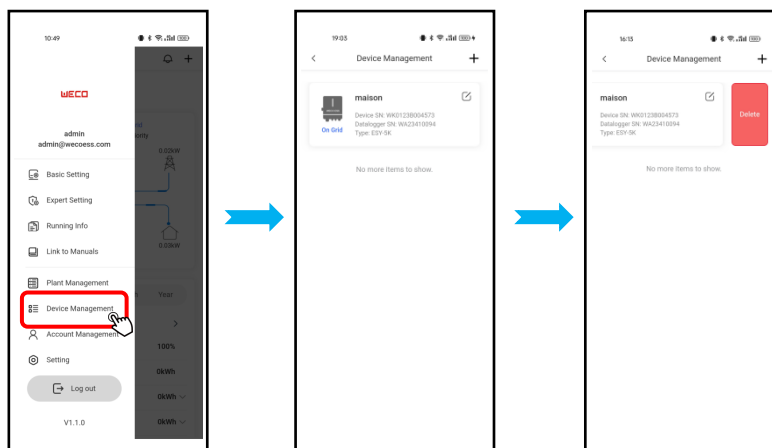 10:49
WECO
admin
admin@wecoess.com
Basic Setting
Expert Setting
Running Info
Link to Manuals
Plant Management
Device Management
Account Management
Setting
Log out
V1.1.0
0.02kW
0.03kW
Year
100%
0kWh
0kWh
0kWh
19:03
Device Management
maison
Device SN: WK0123B004573
Datalogger SN: WA23410094
Type: ESY-5K
On Grid
No more items to show.
16:15
Device Management
maison
Device SN: WK0123B004573
Datalogger SN: WA23410094
Type: ESY-5K
Delete
No more items to show.